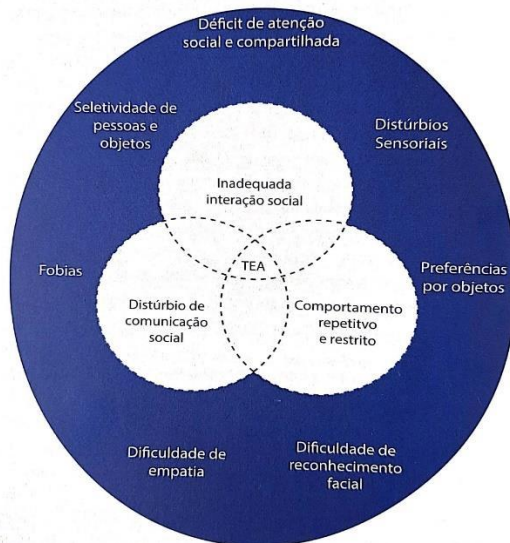 Déficit de atenção
social e compartilhada
Seletividade de
pessoas e
objetos
Distúrbios
Sensoriais
Inadequada
interação social
Fobias
TEA
Preferências
por objetos
Distúrbio de
comunicação
social
Comportamento
repetitvo
e restrito
Dificuldade de
empatia
Dificuldade de
reconhecimento
facial